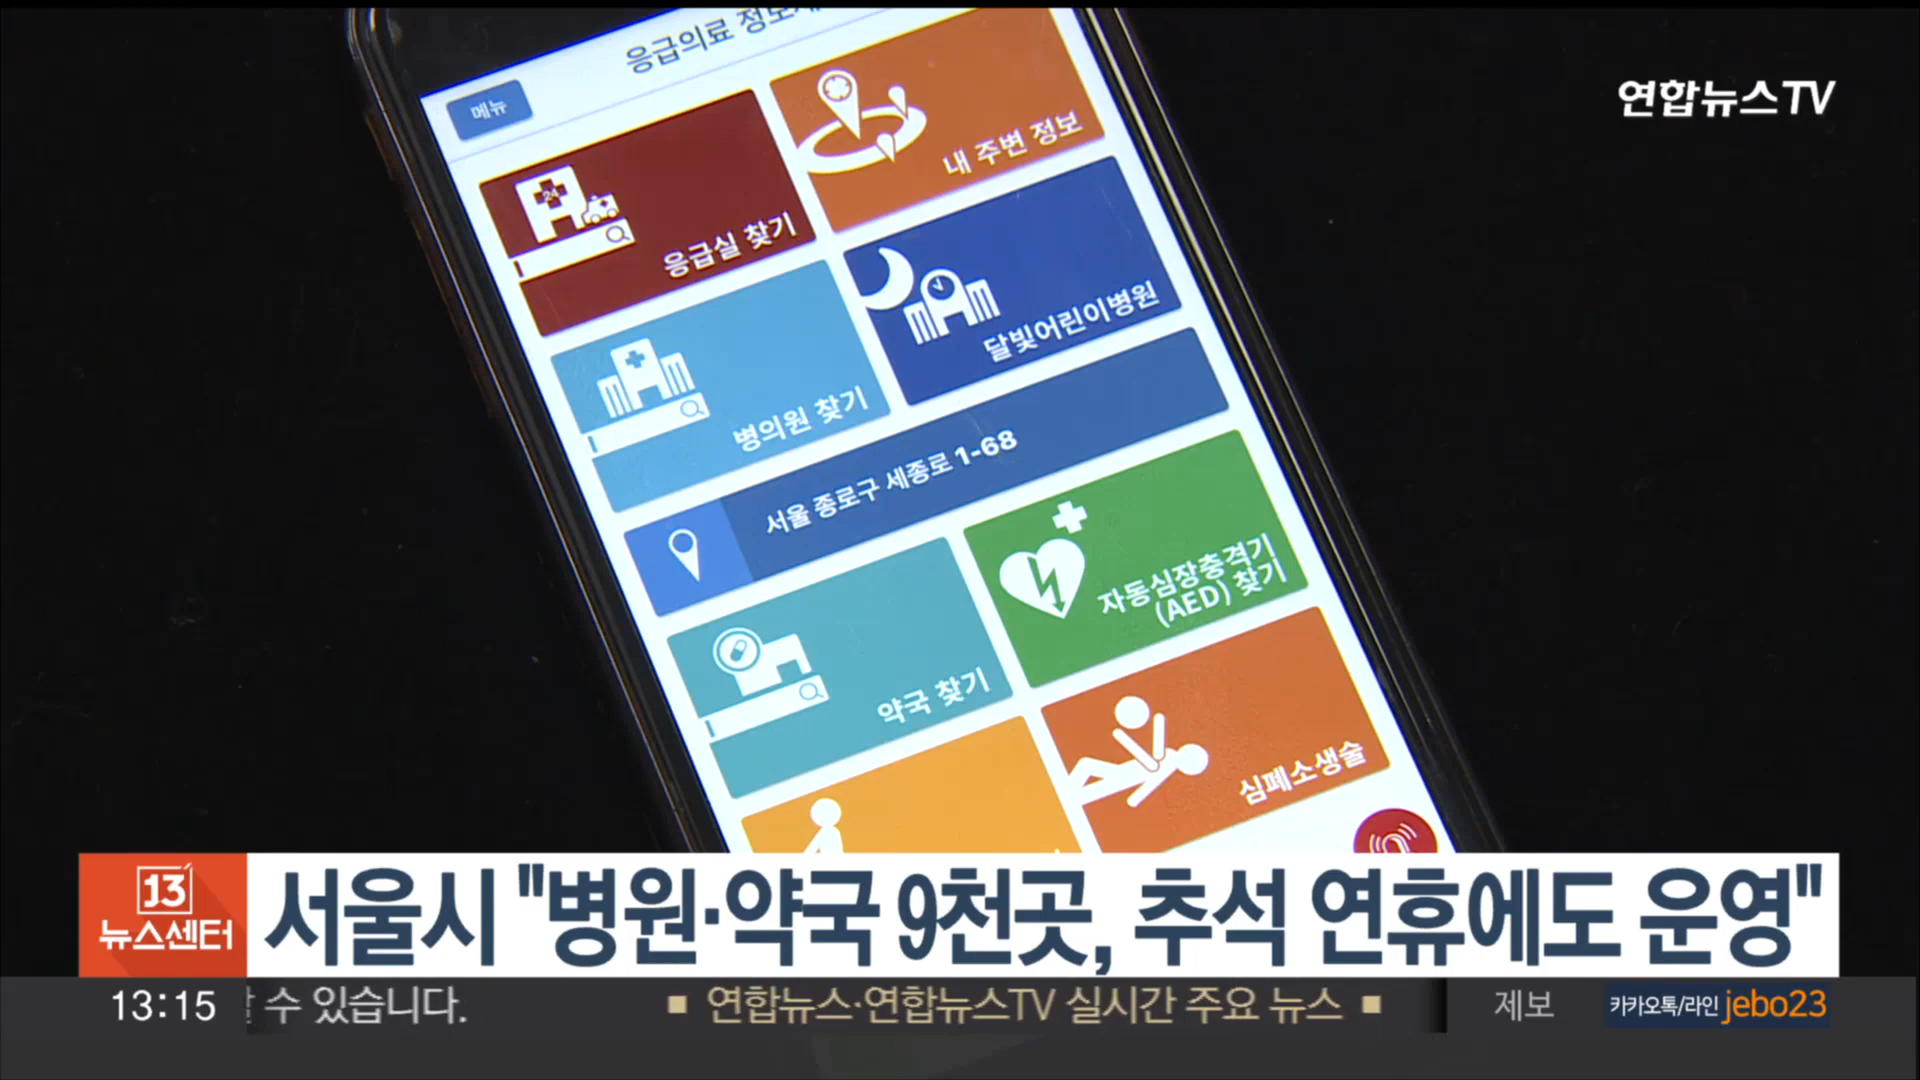 응급의료 정보
연합뉴스TV
메뉴
내 주변 정보
24
응급실 찾기
달빛어린이병원
병의원 찾기
서울 종로구 세종로 1-68
자동심장충격기
(AED) 찾기
약국 찾기
심폐소생술
13
뉴스센터
서울시 "병원·약국 9천곳, 추석 연휴에도 운영"
13:15
수 있습니다.
■ 연합뉴스·연합뉴스TV 실시간 주요 뉴스 ■
제보
카카오톡/라인 jebo23